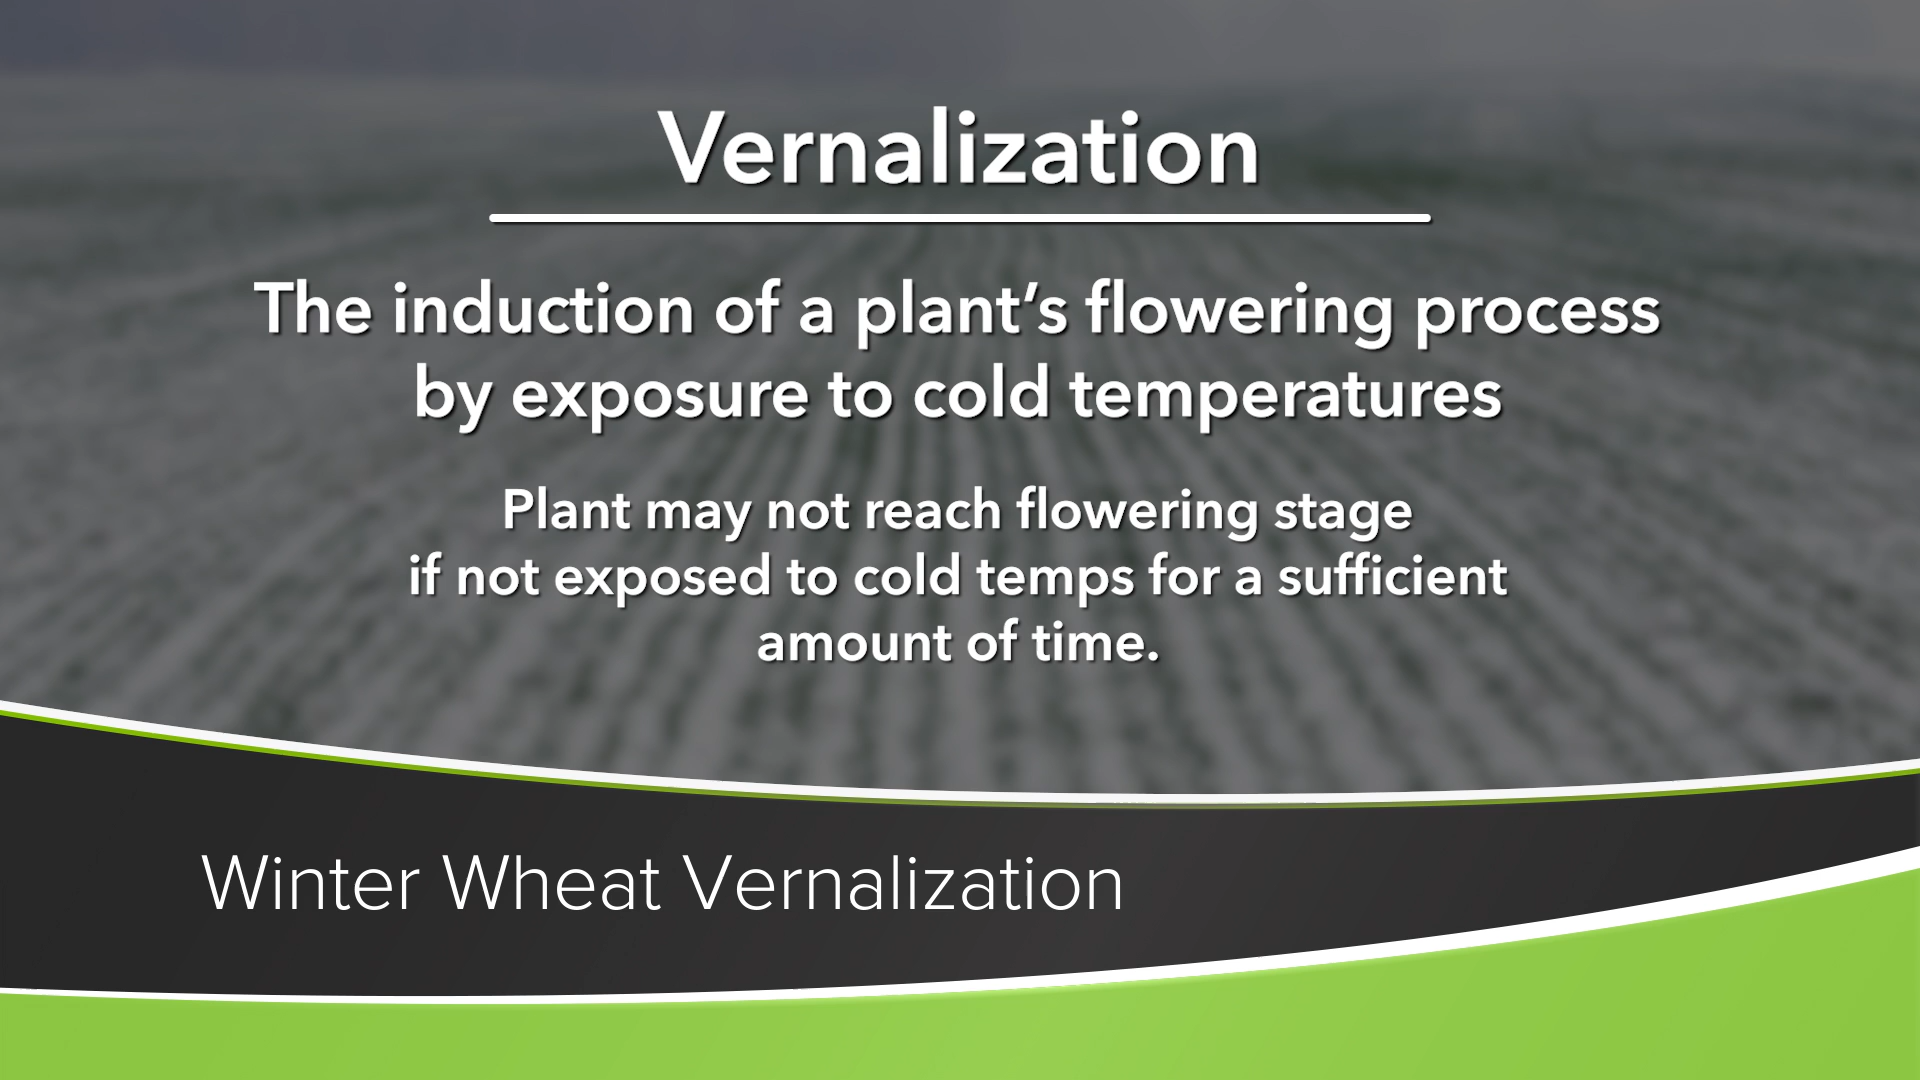 Vernalization
The induction of a plant’s flowering process
by exposure to cold temperatures
Plant may not reach flowering stage
if not exposed to cold temps for a sufficient
amount of time.
Winter Wheat Vernalization